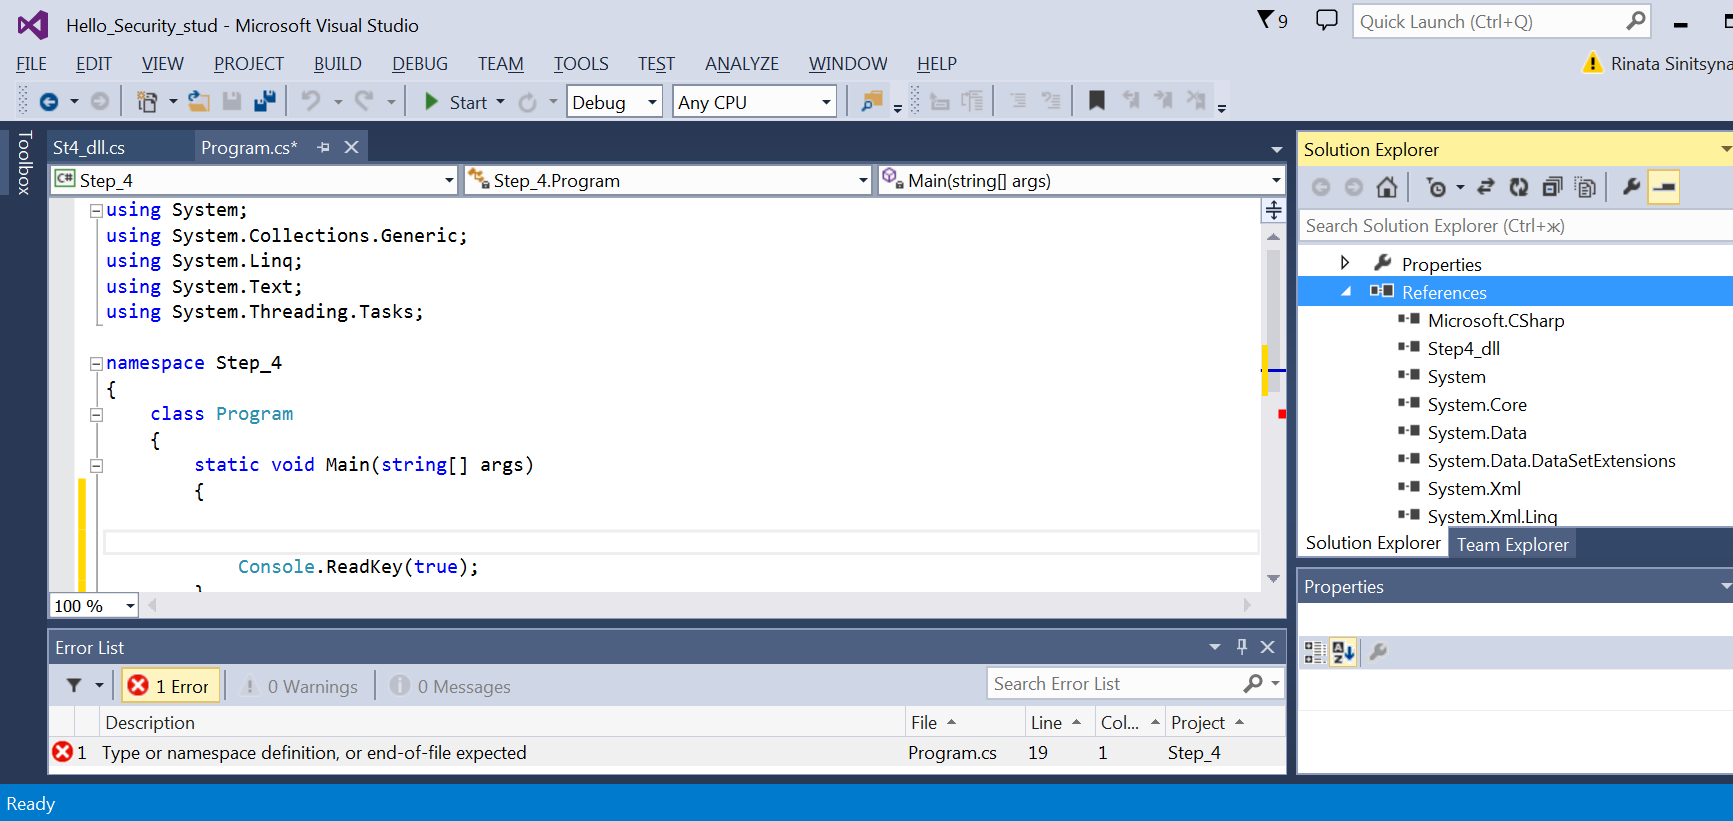 Hello_Security_stud - Microsoft Visual Studio
9
Quick Launch (Ctrl+Q)
FILE EDIT VIEW PROJECT BUILD DEBUG TEAM TOOLS TEST ANALYZE WINDOW HELP
Rinata Sinitsyna
Start Debug Any CPU
Toolbox
St4_dll.cs Program.cs*
Step_4 Step_4.Program Main(string[] args)
using System;
using System.Collections.Generic;
using System.Linq;
using System.Text;
using System.Threading.Tasks;
namespace Step_4
{
class Program
{
static void Main(string[] args)
{
Console.ReadKey(true);
}
100 %
Error List
1 Error 0 Warnings 0 Messages
Search Error List
Description File Line Col... Project
1 Type or namespace definition, or end-of-file expected Program.cs 19 1 Step_4
Solution Explorer
Search Solution Explorer (Ctrl+ж)
Properties
References
Microsoft.CSharp
Step4_dll
System
System.Core
System.Data
System.Data.DataSetExtensions
System.Xml
System.Xml.Linq
Solution Explorer Team Explorer
Properties
Ready